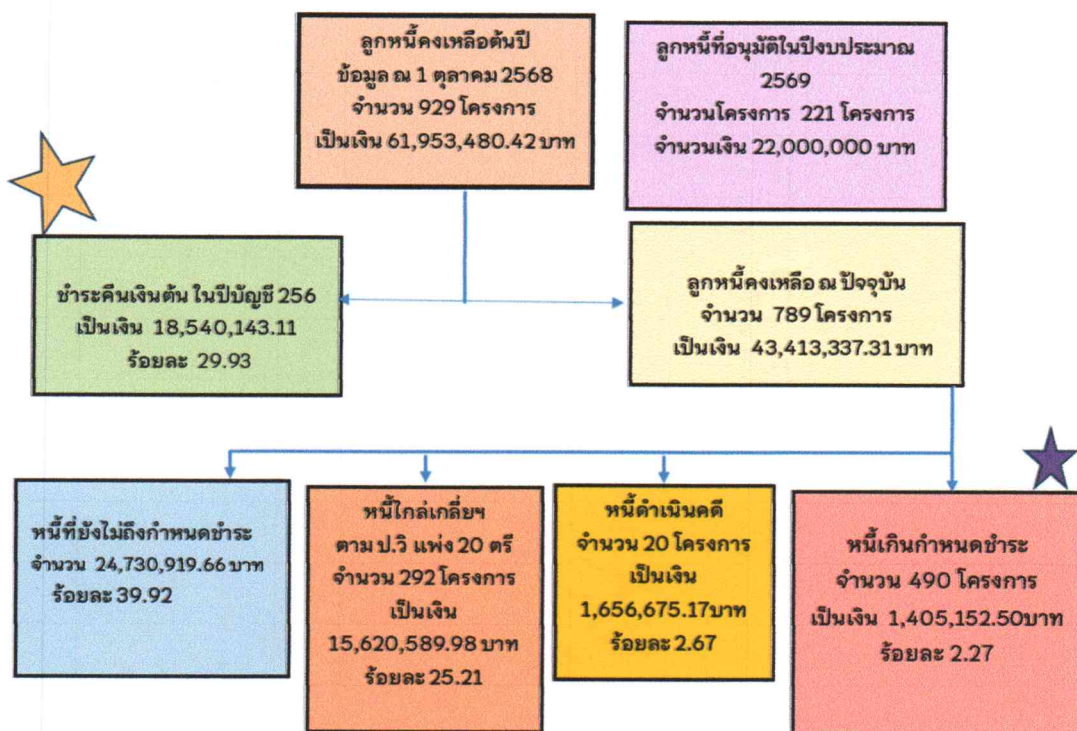 ลูกหนี้คงเหลือต้นปี
ข้อมูล ณ 1 ตุลาคม 2568
จำนวน 929 โครงการ
เป็นเงิน 61,953,480.42 บาท
ลูกหนี้ที่อนุมัติในปีงบประมาณ
2569
จำนวนโครงการ 221 โครงการ
จำนวนเงิน 22,000,000 บาท
ชำระคืนเงินต้น ในปีบัญชี 256
เป็นเงิน 18,540,143.11
ร้อยละ 29.93
ลูกหนี้คงเหลือ ณ ปัจจุบัน
จำนวน 789 โครงการ
เป็นเงิน 43,413,337.31 บาท
หนี้ที่ยังไม่ถึงกำหนดชำระ
จำนวน 24,730,919.66 บาท
ร้อยละ 39.92
หนี้ไกล่เกลี่ยฯ
ตาม ป.วิ แพ่ง 20 ตรี
จำนวน 292 โครงการ
เป็นเงิน
15,620,589.98 บาท
ร้อยละ 25.21
หนี้ดำเนินคดี
จำนวน 20 โครงการ
เป็นเงิน
1,656,675.17บาท
ร้อยละ 2.67
หนี้เกินกำหนดชำระ
จำนวน 490 โครงการ
เป็นเงิน 1,405,152.50บาท
ร้อยละ 2.27